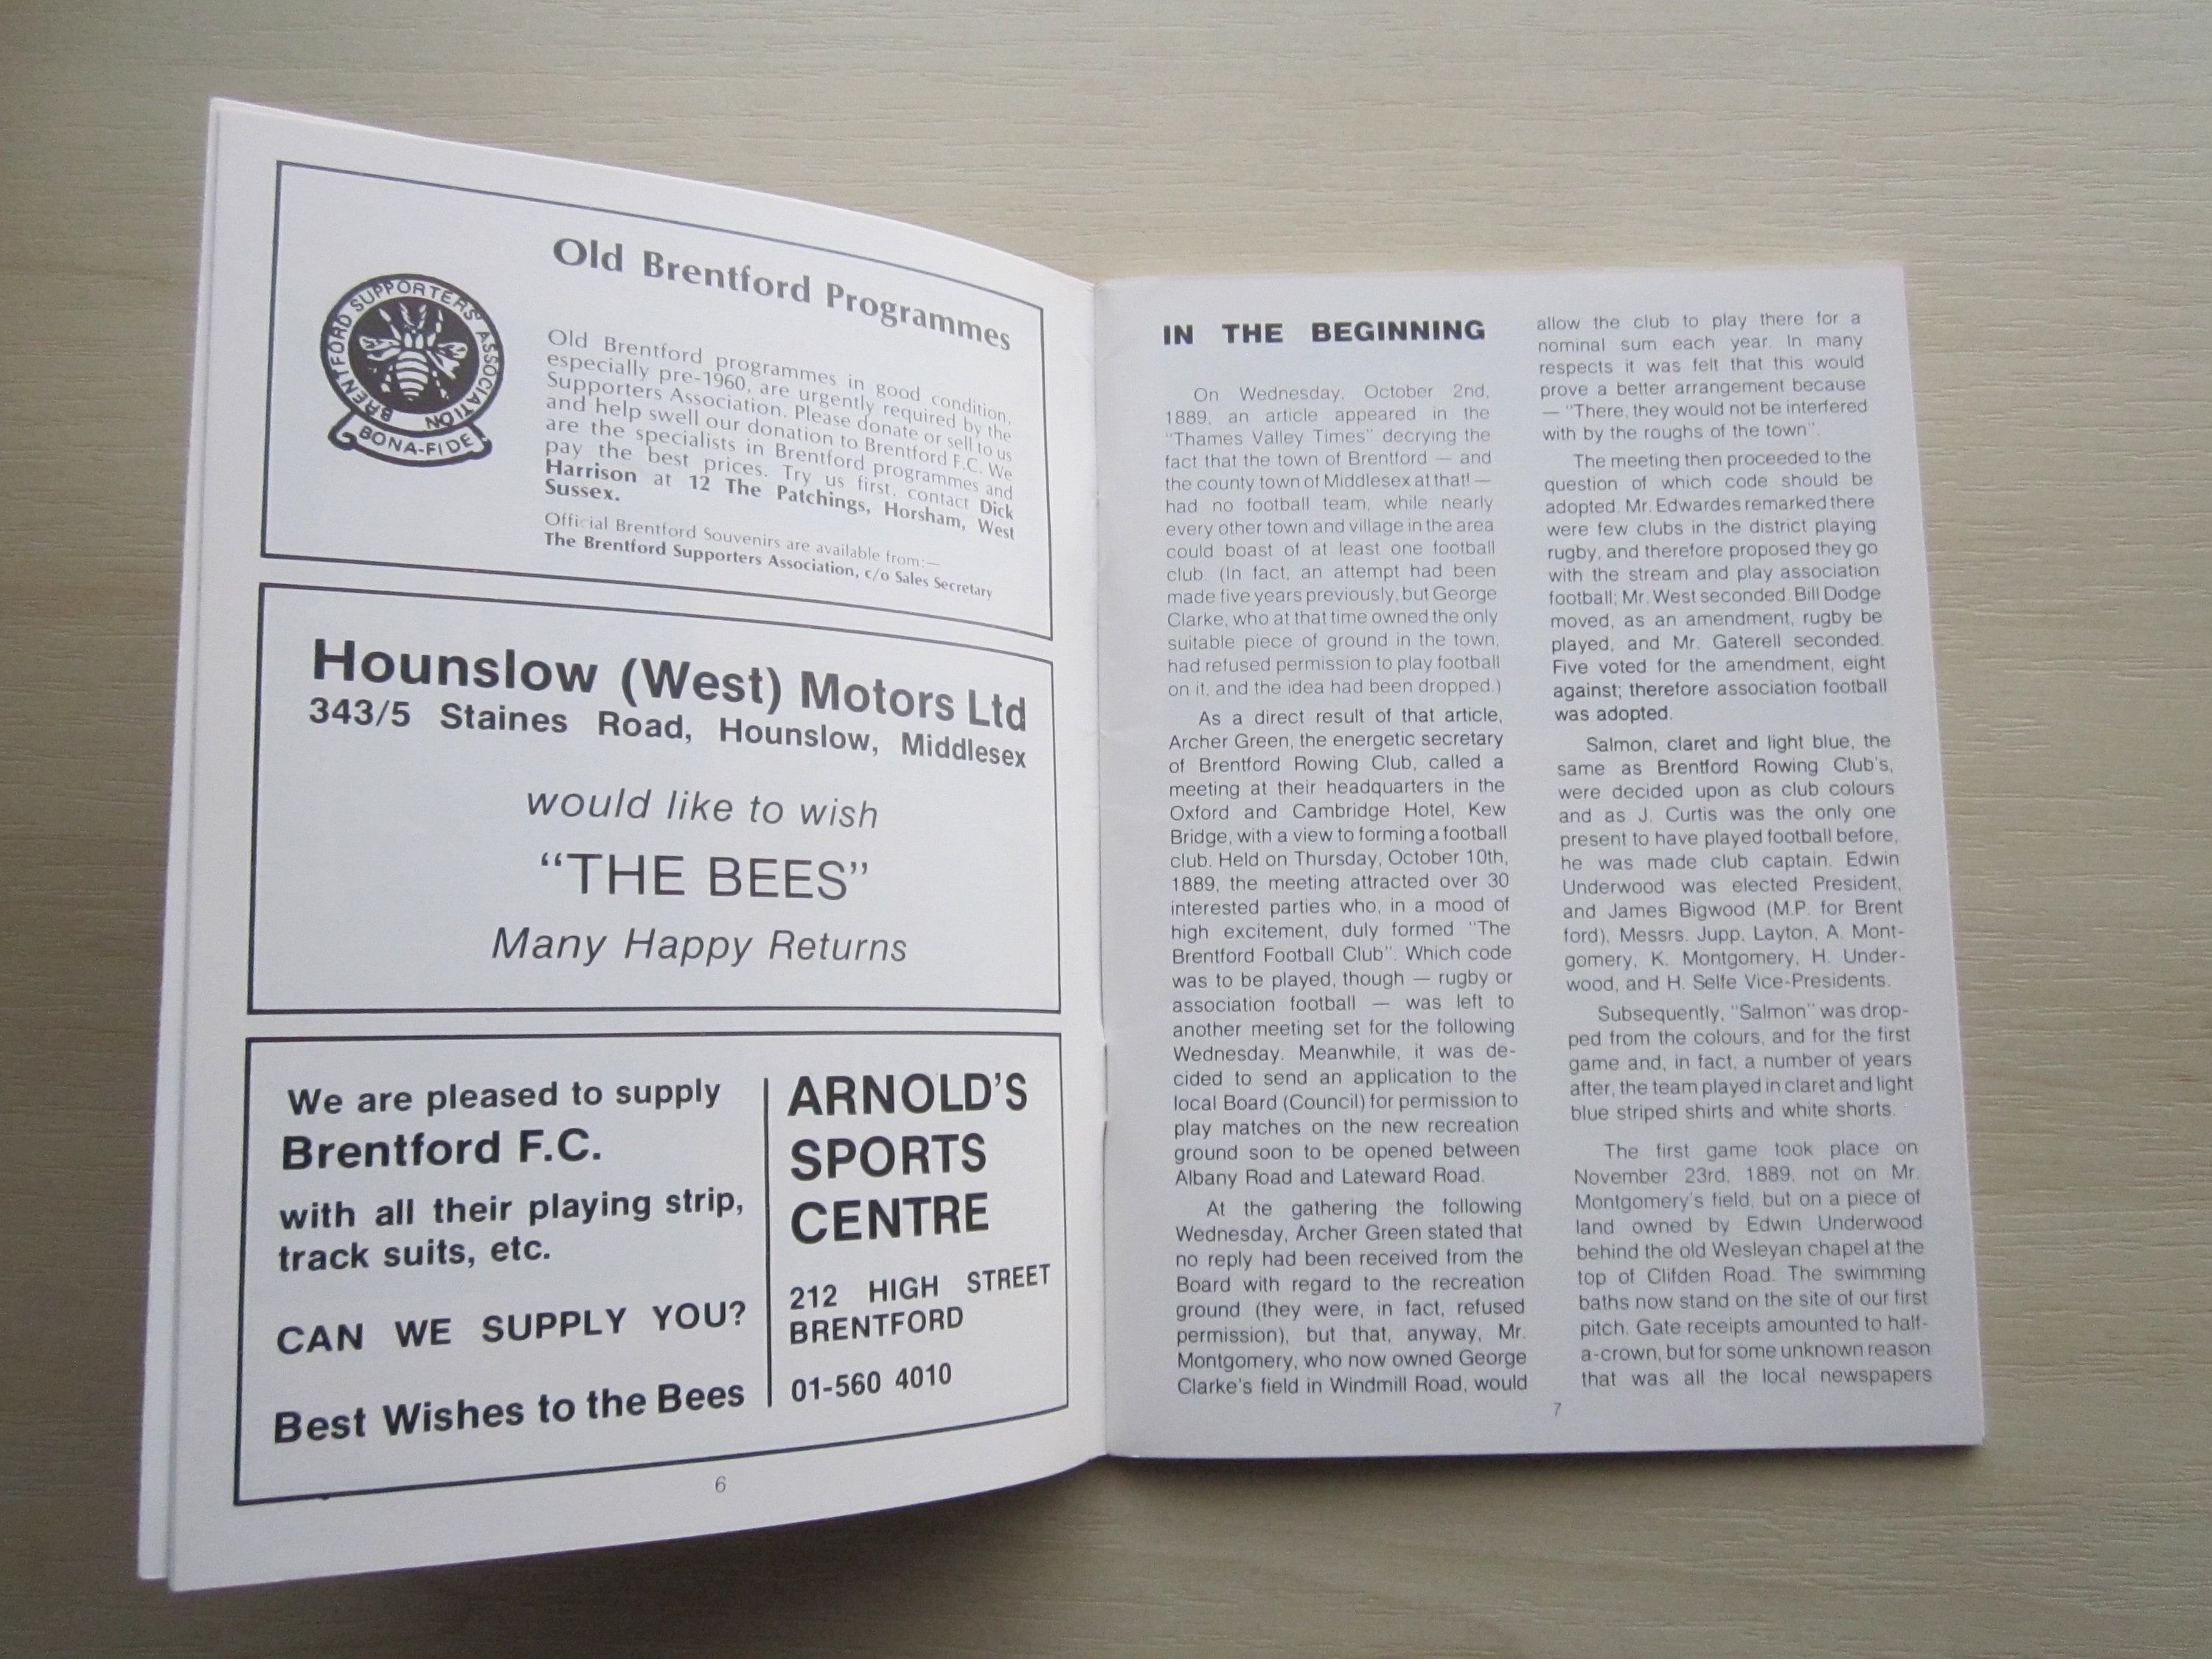 Old Brentford Programmes
BRENTFORD SUPPORTERS' ASSOCIATION
BONA-FIDE
Old Brentford programmes in good condition,
especially pre-1960, are urgently required by the
Supporters Association. Please donate or sell to us
and help swell our donation to Brentford F.C. We
are the specialists in Brentford programmes and
pay the best prices. Try us first, contact Dick
Harrison at 12 The Patchings, Horsham, West
Sussex.
Official Brentford Souvenirs are available from:—
The Brentford Supporters Association, c/o Sales Secretary
Hounslow (West) Motors Ltd
343/5 Staines Road, Hounslow, Middlesex
would like to wish
"THE BEES"
Many Happy Returns
We are pleased to supply
Brentford F.C.
with all their playing strip,
track suits, etc.
CAN WE SUPPLY YOU?
Best Wishes to the Bees
ARNOLD'S
SPORTS
CENTRE
212 HIGH STREET
BRENTFORD
01-560 4010
6
IN THE BEGINNING
On Wednesday, October 2nd,
1889, an article appeared in the
"Thames Valley Times" decrying the
fact that the town of Brentford — and
the county town of Middlesex at that! —
had no football team, while nearly
every other town and village in the area
could boast of at least one football
club. (In fact, an attempt had been
made five years previously, but George
Clarke, who at that time owned the only
suitable piece of ground in the town,
had refused permission to play football
on it, and the idea had been dropped.)
As a direct result of that article,
Archer Green, the energetic secretary
of Brentford Rowing Club, called a
meeting at their headquarters in the
Oxford and Cambridge Hotel, Kew
Bridge, with a view to forming a football
club. Held on Thursday, October 10th,
1889, the meeting attracted over 30
interested parties who, in a mood of
high excitement, duly formed "The
Brentford Football Club". Which code
was to be played, though — rugby or
association football — was left to
another meeting set for the following
Wednesday. Meanwhile, it was de-
cided to send an application to the
local Board (Council) for permission to
play matches on the new recreation
ground soon to be opened between
Albany Road and Lateward Road.
At the gathering the following
Wednesday, Archer Green stated that
no reply had been received from the
Board with regard to the recreation
ground (they were, in fact, refused
permission), but that, anyway, Mr.
Montgomery, who now owned George
Clarke's field in Windmill Road, would
allow the club to play there for a
nominal sum each year. In many
respects it was felt that this would
prove a better arrangement because
— "There, they would not be interfered
with by the roughs of the town".
The meeting then proceeded to the
question of which code should be
adopted. Mr. Edwardes remarked there
were few clubs in the district playing
rugby, and therefore proposed they go
with the stream and play association
football; Mr. West seconded. Bill Dodge
moved, as an amendment, rugby be
played, and Mr. Gaterell seconded.
Five voted for the amendment, eight
against; therefore association football
was adopted.
Salmon, claret and light blue, the
same as Brentford Rowing Club's,
were decided upon as club colours
and as J. Curtis was the only one
present to have played football before,
he was made club captain. Edwin
Underwood was elected President,
and James Bigwood (M.P. for Brent
ford), Messrs. Jupp, Layton, A. Mont-
gomery, K. Montgomery, H. Under-
wood, and H. Selfe Vice-Presidents.
Subsequently, "Salmon" was drop-
ped from the colours, and for the first
game and, in fact, a number of years
after, the team played in claret and light
blue striped shirts and white shorts.
The first game took place on
November 23rd, 1889, not on Mr.
Montgomery's field, but on a piece of
land owned by Edwin Underwood
behind the old Wesleyan chapel at the
top of Clifden Road. The swimming
baths now stand on the site of our first
pitch. Gate receipts amounted to half-
a-crown, but for some unknown reason
that was all the local newspapers
7